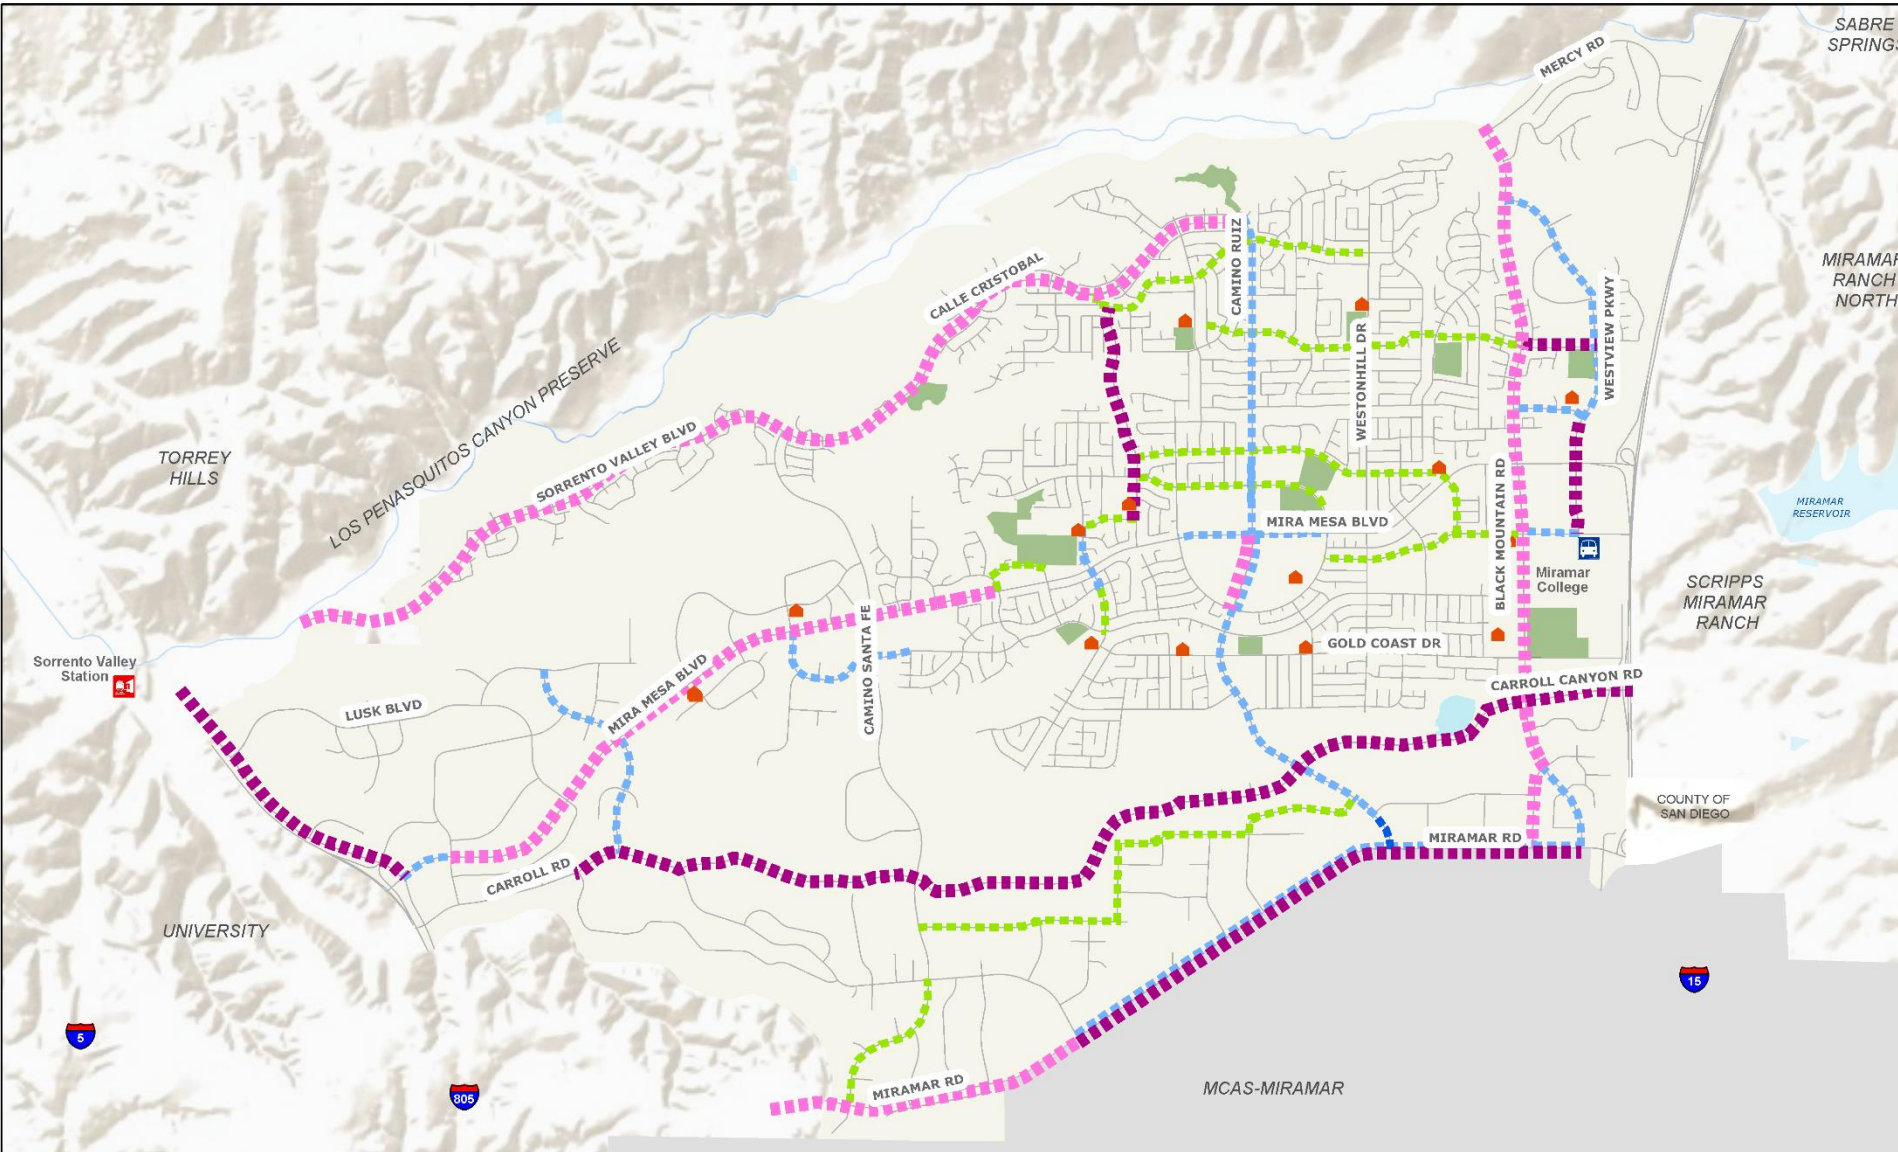 SABRE
SPRINGS
MERCY RD
MIRAMAR
RANCH
NORTH
CAMINO RUIZ
CALLE CRISTOBAL
WESTVIEW PKWY
WESTONHILL DR
LOS PENASQUITOS CANYON PRESERVE
SORRENTO VALLEY BLVD
TORREY
HILLS
BLACK MOUNTAIN RD
MIRAMAR
RESERVOIR
MIRA MESA BLVD
Miramar
College
SCRIPPS
MIRAMAR
RANCH
CAMINO SANTA FE
GOLD COAST DR
Sorrento Valley
Station
CARROLL CANYON RD
MIRA MESA BLVD
LUSK BLVD
COUNTY OF
SAN DIEGO
MIRAMAR RD
CARROLL RD
UNIVERSITY
15
5
805
MIRAMAR RD
MCAS-MIRAMAR